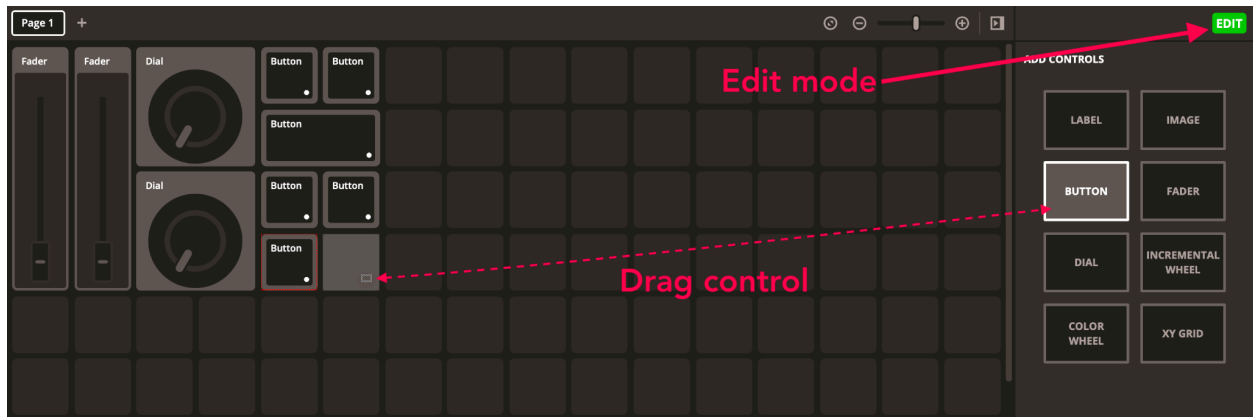 Page 1
+
EDIT
Fader
Fader
Dial
Button
Button
Edit mode
ADD CONTROLS
LABEL
IMAGE
Button
Dial
Button
Button
BUTTON
FADER
Button
Drag control
DIAL
INCREMENTAL
WHEEL
COLOR
WHEEL
XY GRID